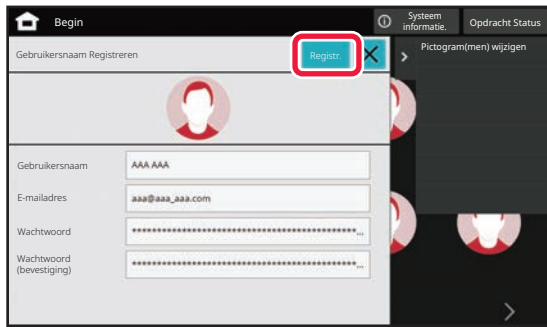 Begin
Systeem
informatie.
Opdracht Status
Gebruikersnaam Registreren
Registr.
Pictogram(men) wijzigen
Gebruikersnaam
AAA AAA
E-mailadres
aaa@aaa_aaa.com
Wachtwoord
************************************************...
Wachtwoord
(bevestiging)
************************************************...